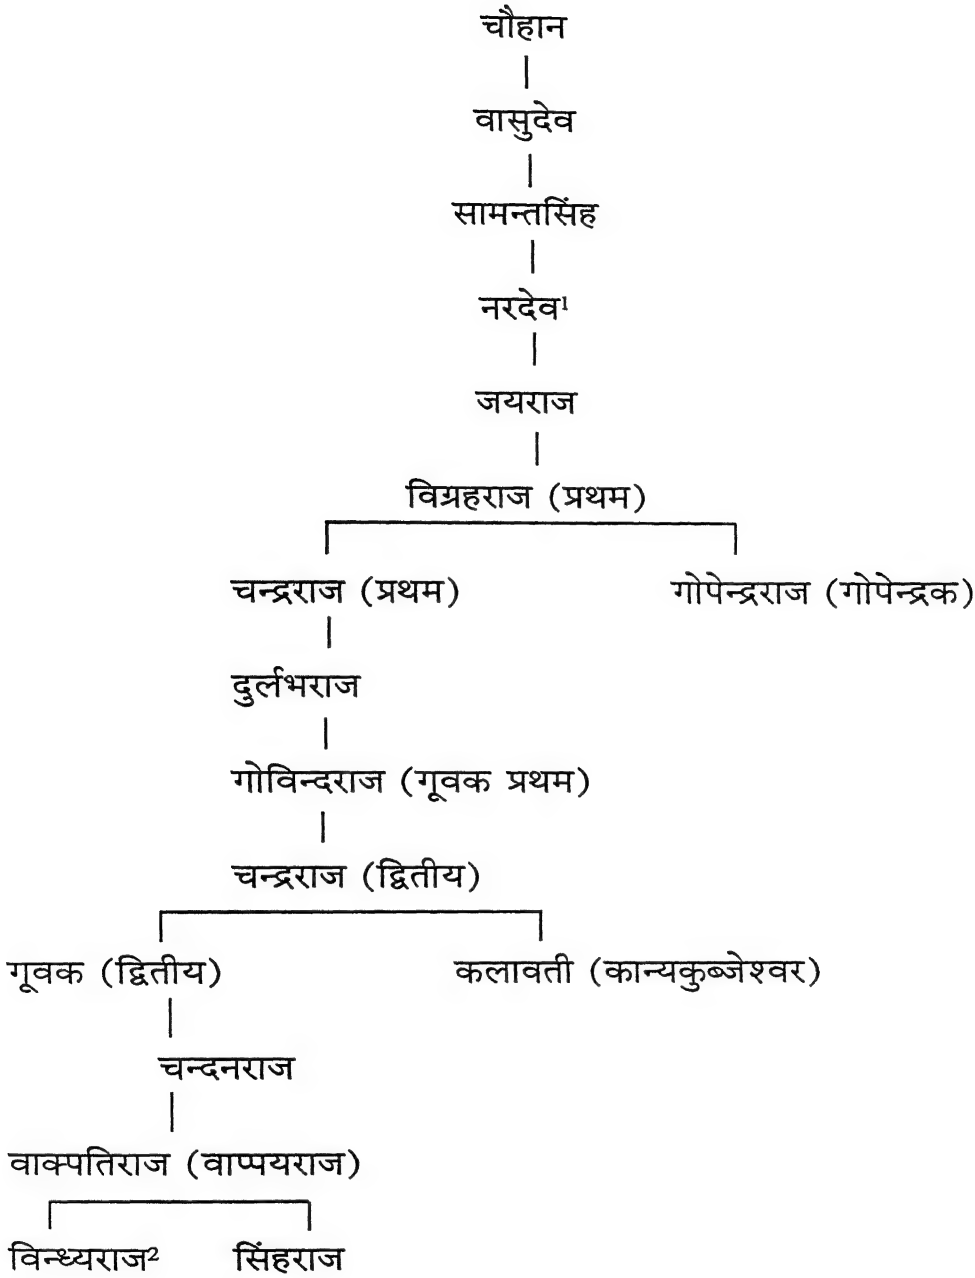 चौहान
वासुदेव
सामन्तसिंह
नरदेव¹
जयराज
विग्रहराज (प्रथम)
चन्द्रराज (प्रथम) गोपेन्द्रराज (गोपेन्द्रक)
दुर्लभराज
गोविन्दराज (गूवक प्रथम)
चन्द्रराज (द्वितीय)
गूवक (द्वितीय) कलावती (कान्यकुब्जेश्वर)
चन्दनराज
वाक्पतिराज (वाप्पयराज)
विन्ध्यराज² सिंहराज